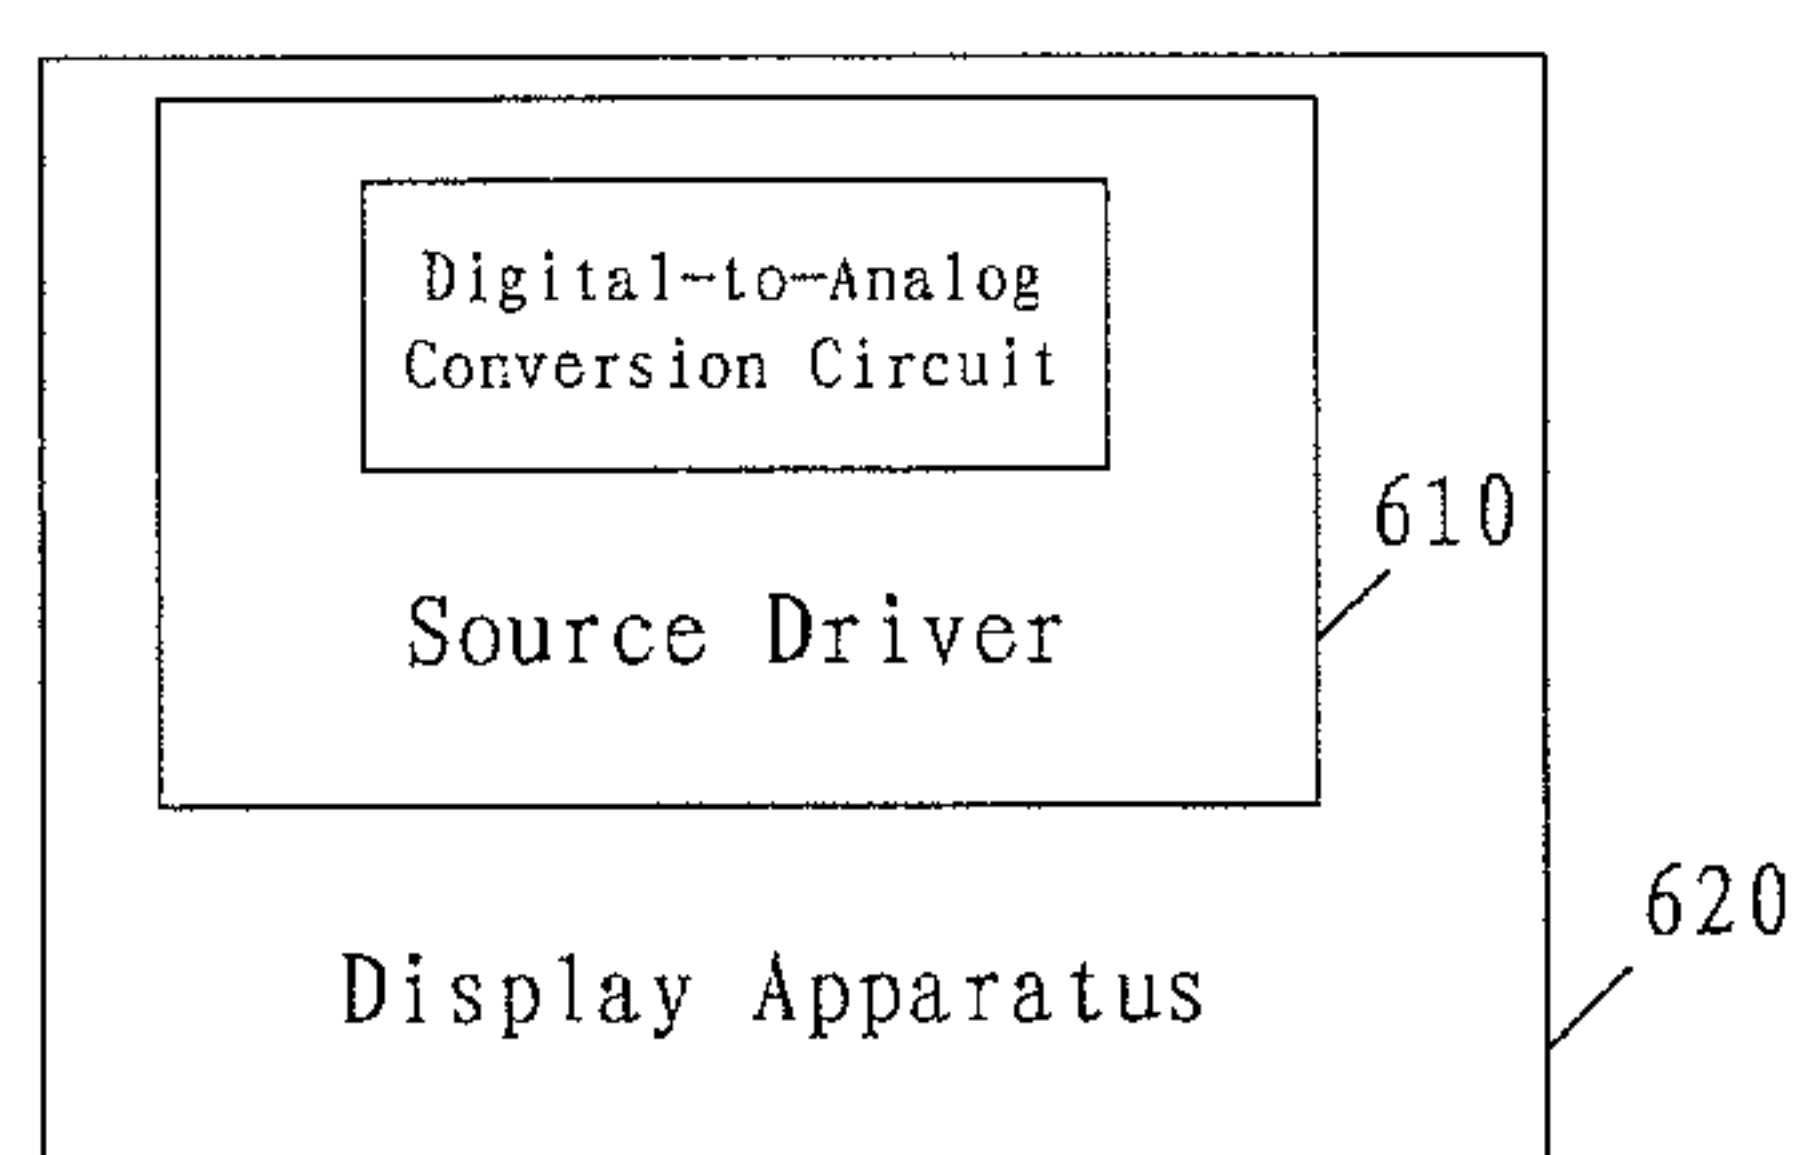 Digital-to-Analog
Conversion Circuit
610
Source Driver
620
Display Apparatus